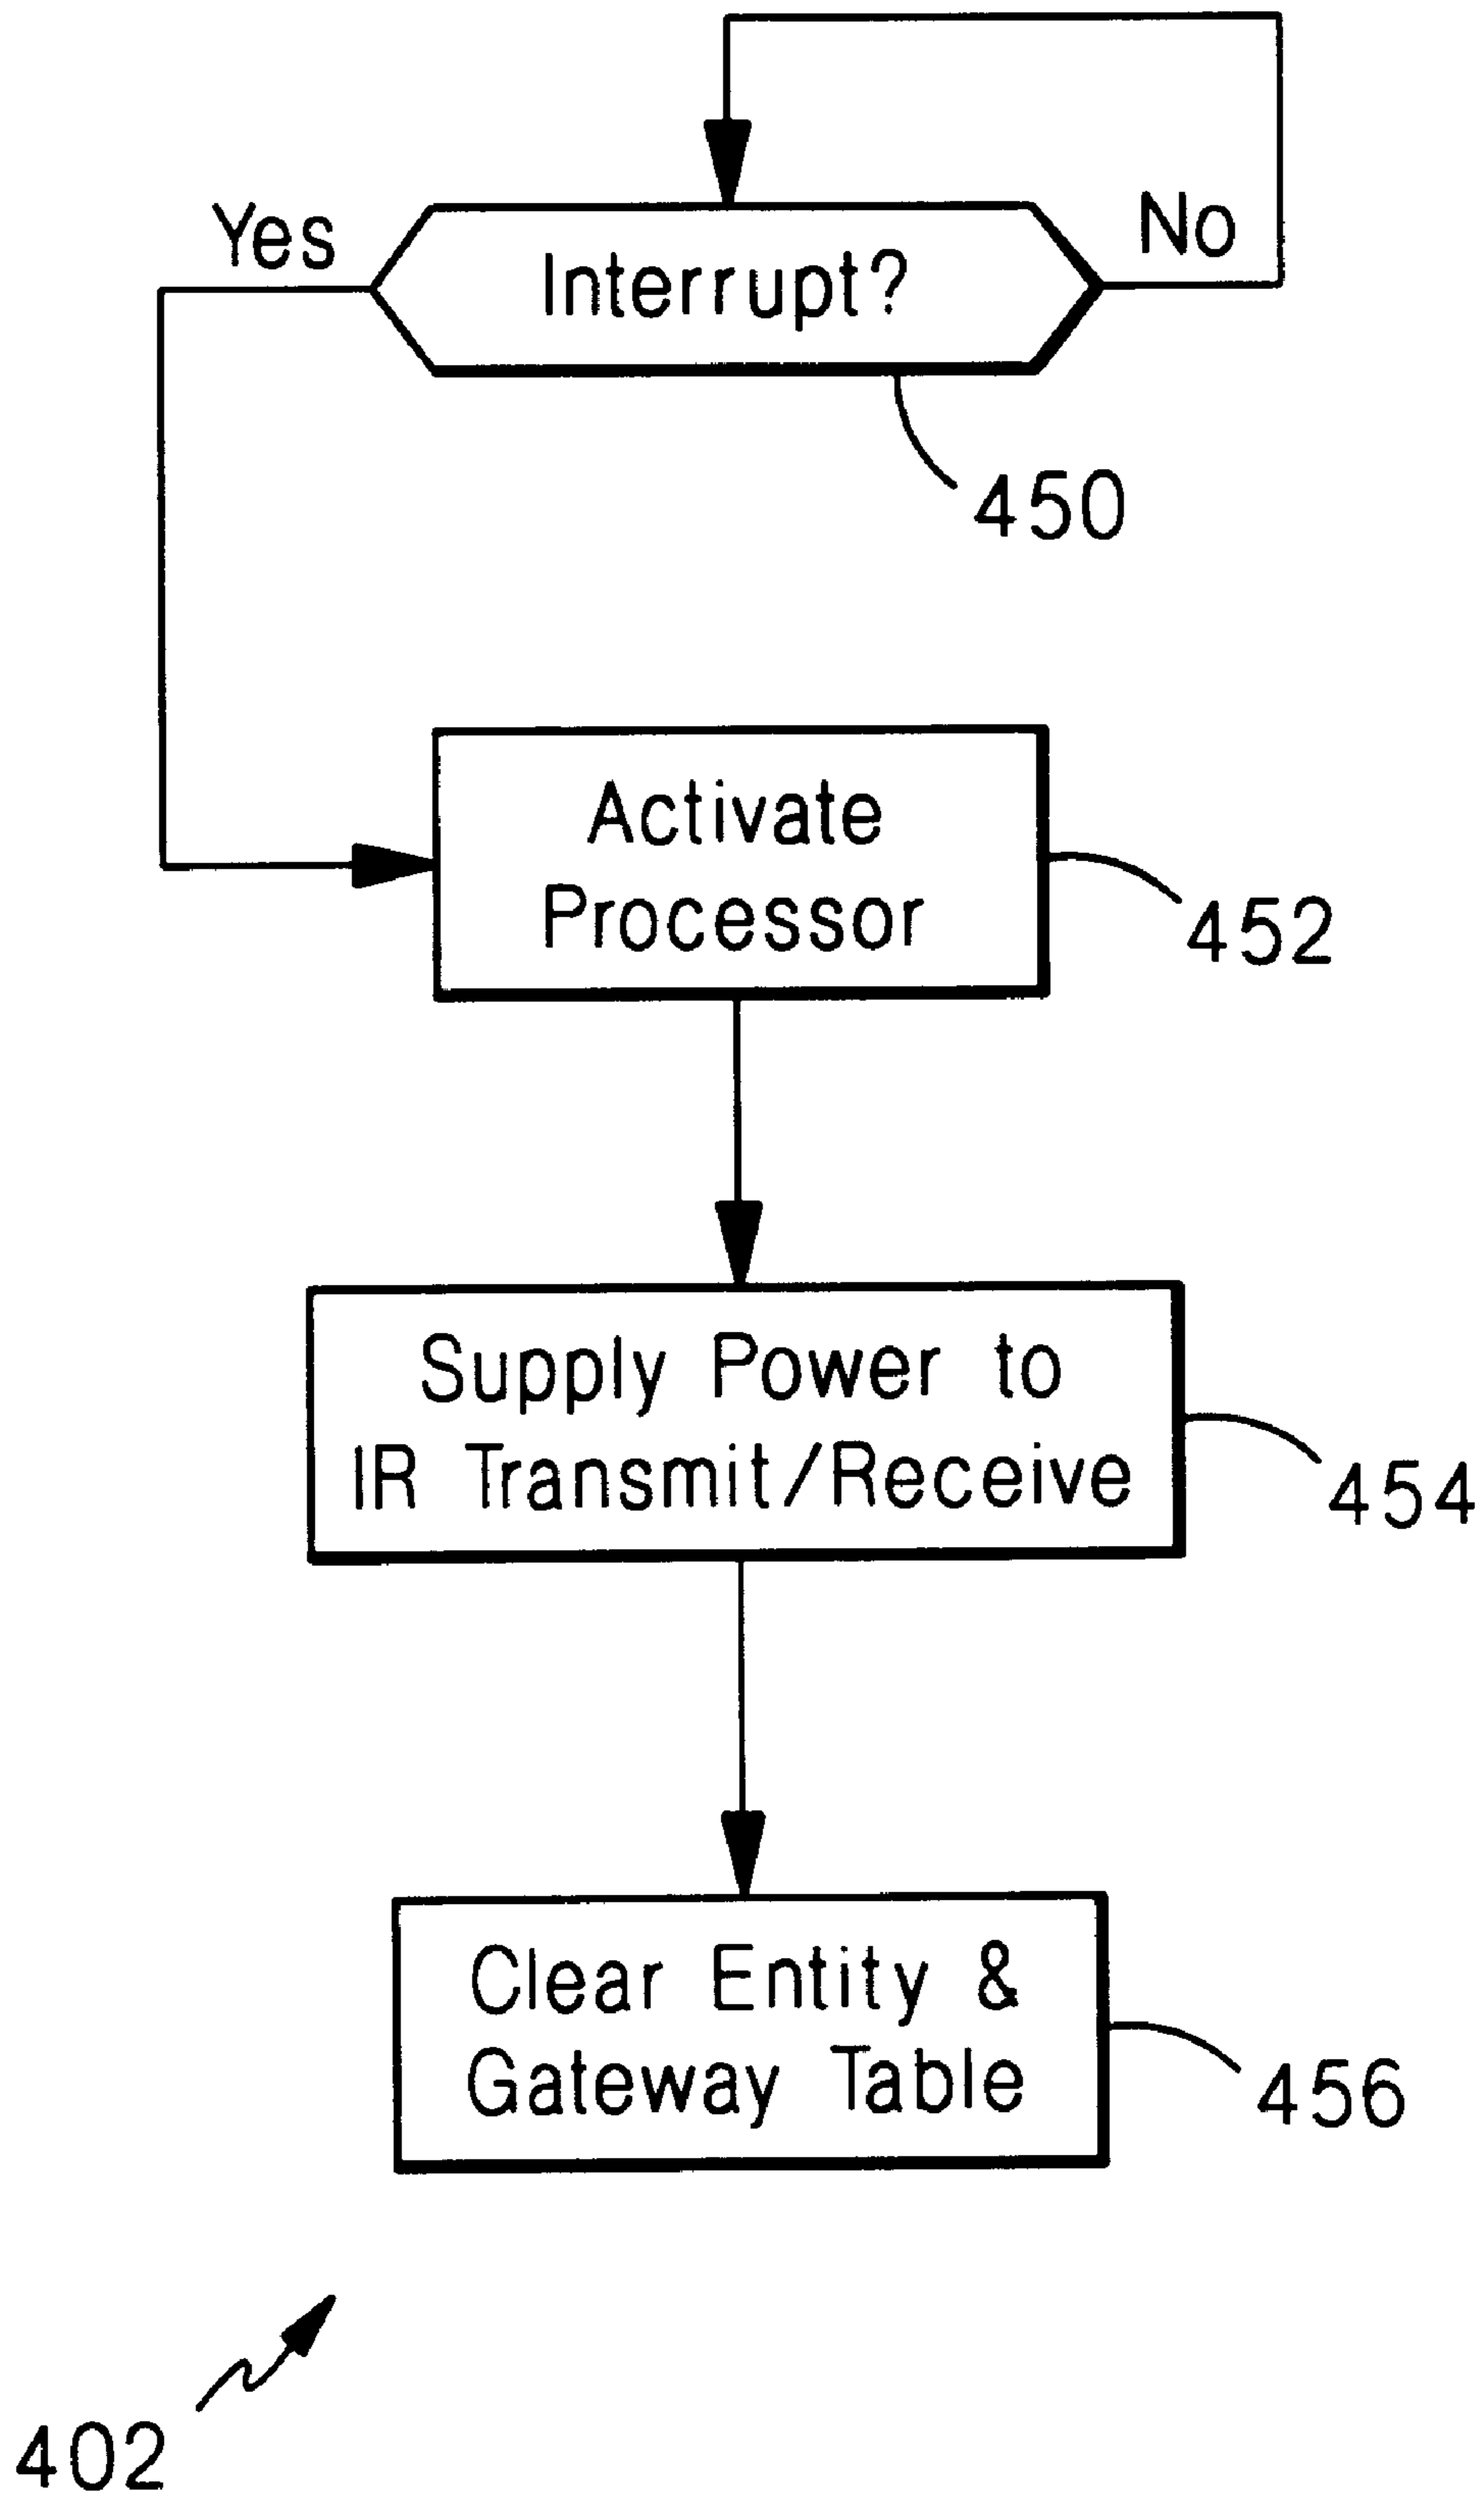 Yes
No
Interrupt?
450
Activate
Processor
452
Supply Power to
IR Transmit/Receive
454
Clear Entity &
Gateway Table
456
402